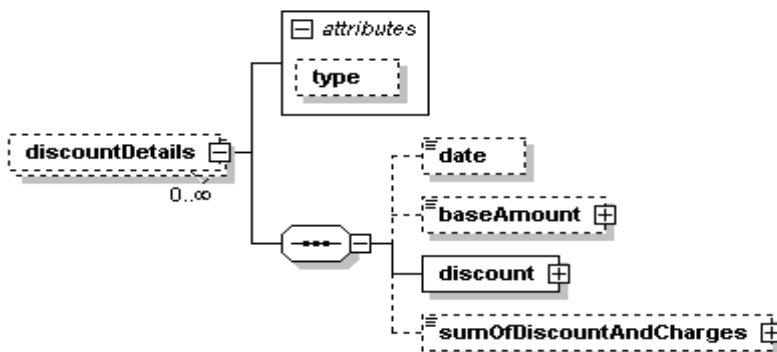 attributes
type
discountDetails
0..∞
date
baseAmount
discount
sumOfDiscountAndCharges